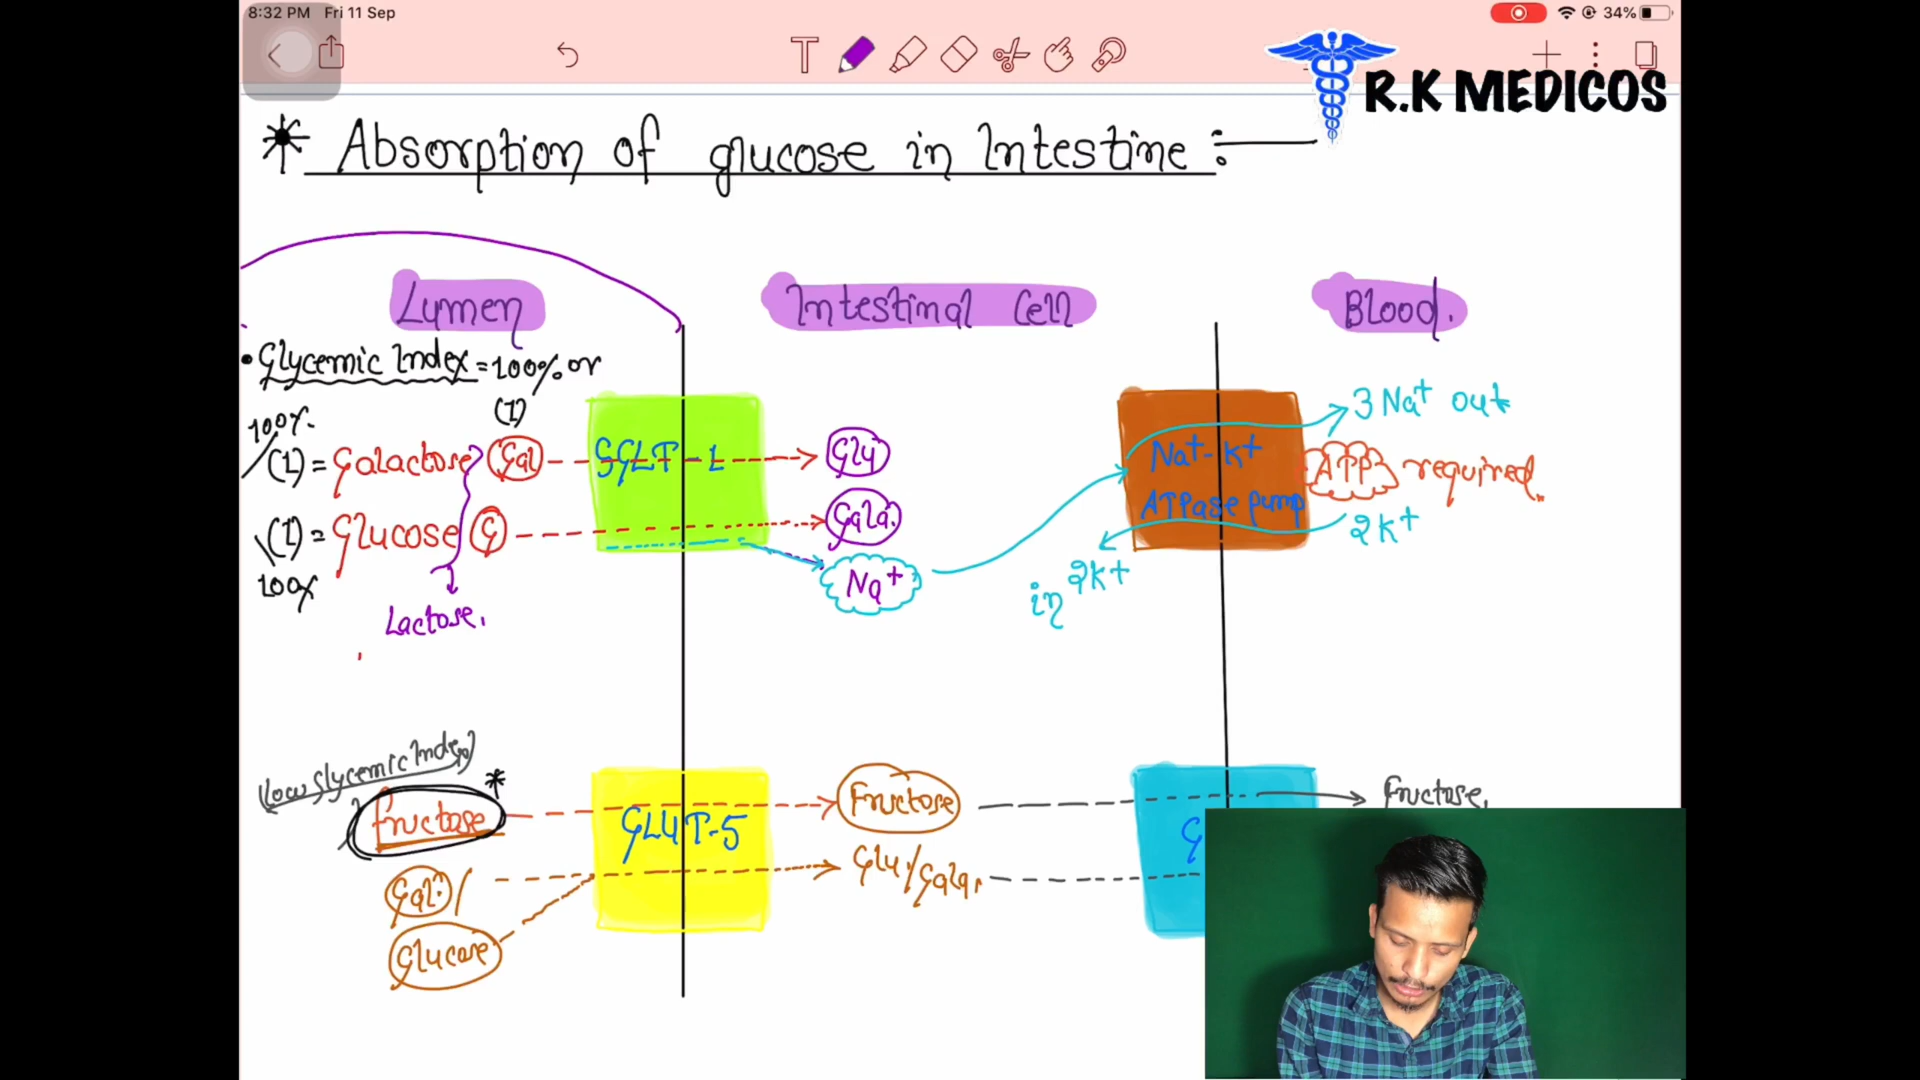 8:32 PM Fri 11 Sep
34%
R.K MEDICOS
* Absorption of glucose in Intestine :-
Lumen
Intestinal Cell
Blood.
• Glycemic Index = 100% or
(1)
100%
(1) = Galactose Gal
SGLT-1
Glu
Na+-K+
ATPase pump
3 Na+ out
ATP required.
(1) = Glucose G
Gala.
2K+
100%
Na+
2K+
in
Lactose.
(Low Glycemic Index)
fructose *
GLUT-5
Fructose
G
fructose.
Gal. /
Glu./Gala.
Glucose